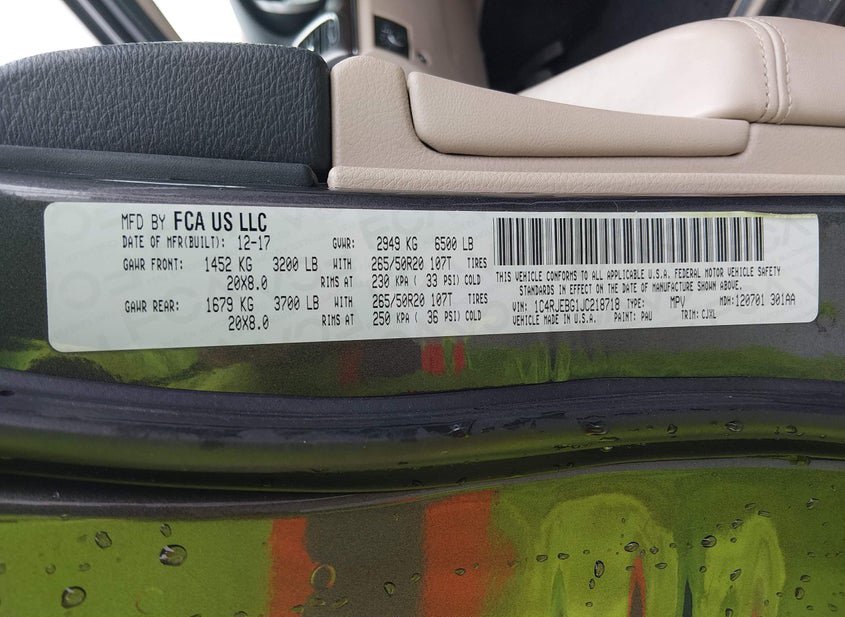 MFD BY FCA US LLC
DATE OF MFR(BUILT): 12-17 GVWR: 2949 KG 6500 LB
GAWR FRONT: 1452 KG 3200 LB WITH 265/50R20 107T TIRES
20X8.0 RIMS AT 230 KPA ( 33 PSI) COLD
GAWR REAR: 1679 KG 3700 LB WITH 265/50R20 107T TIRES
20X8.0 RIMS AT 250 KPA ( 36 PSI) COLD
THIS VEHICLE CONFORMS TO ALL APPLICABLE U.S.A. FEDERAL MOTOR VEHICLE SAFETY
STANDARDS IN EFFECT ON THE DATE OF MANUFACTURE SHOWN ABOVE.
VIN: 1C4RJEBG1JC218718 TYPE: MPV MDH:120701 301AA
VEHICLE MADE IN U.S.A. PAINT: PAU TRIM: CJXL